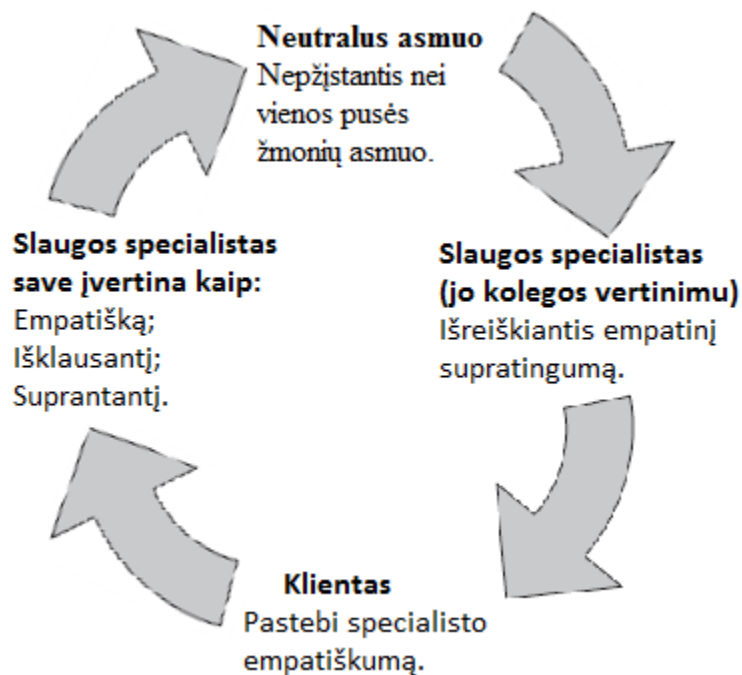 Neutralus asmuo
Nepžįstantis nei
vienos pusės
žmonių asmuo.
Slaugos specialistas
(jo kolegos vertinimu)
Išreiškiantis empatinį
supratingumą.
Klientas
Pastebi specialisto
empatiškumą.
Slaugos specialistas
save įvertina kaip:
Empatišką;
Išklausantį;
Suprantantį.